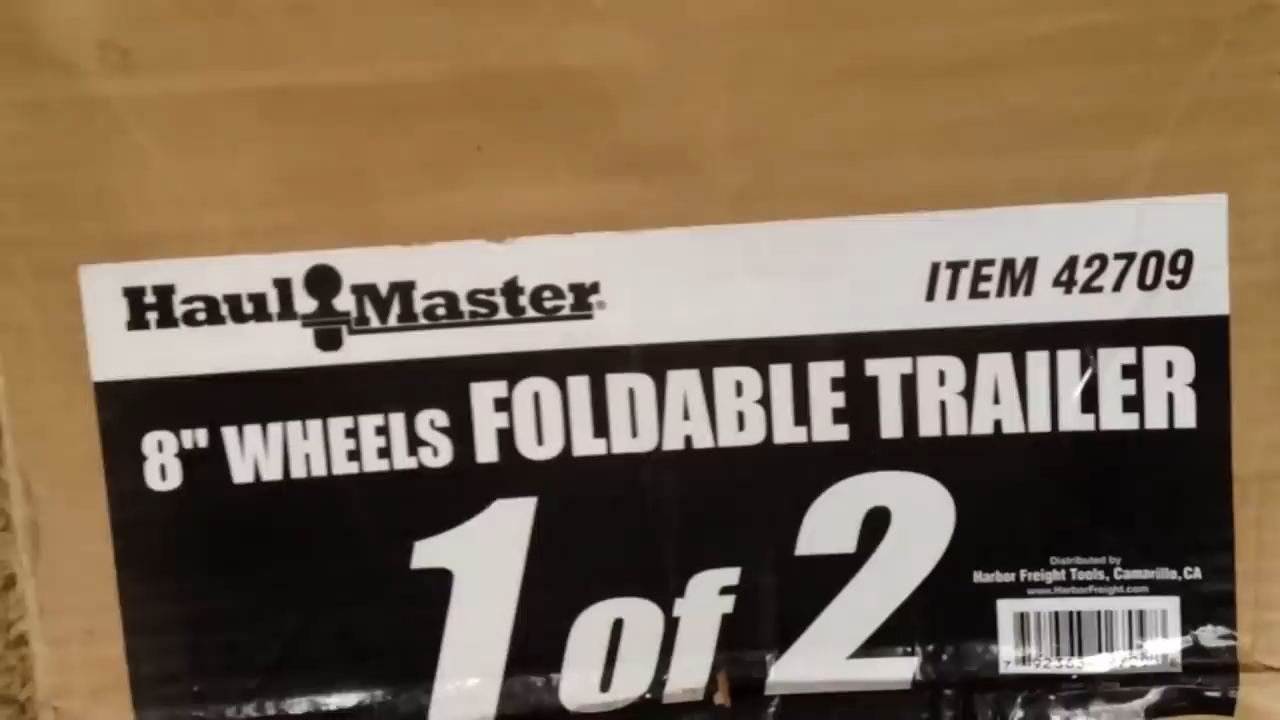 Haul Master
ITEM 42709
8" WHEELS FOLDABLE TRAILER
1 of 2
Distributed by
Harbor Freight Tools, Camarillo, CA
www.HarborFreight.com